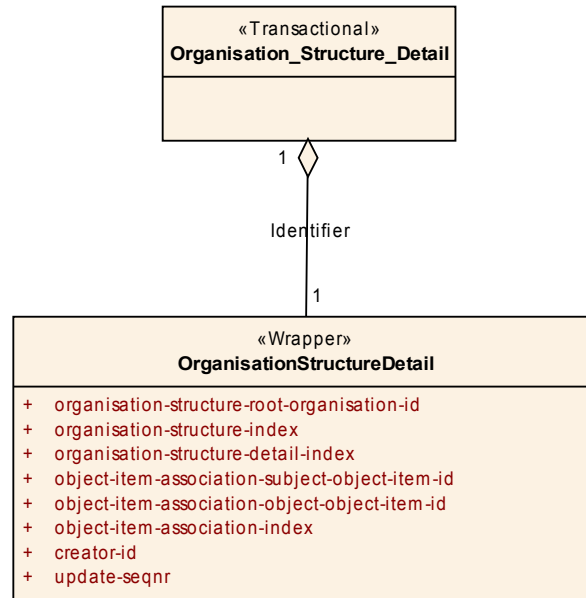 «Transactional»
Organisation_Structure_Detail
1
Identifier
1
«Wrapper»
OrganisationStructureDetail
+ organisation-structure-root-organisation-id
+ organisation-structure-index
+ organisation-structure-detail-index
+ object-item-association-subject-object-item-id
+ object-item-association-object-object-item-id
+ object-item-association-index
+ creator-id
+ update-seqnr